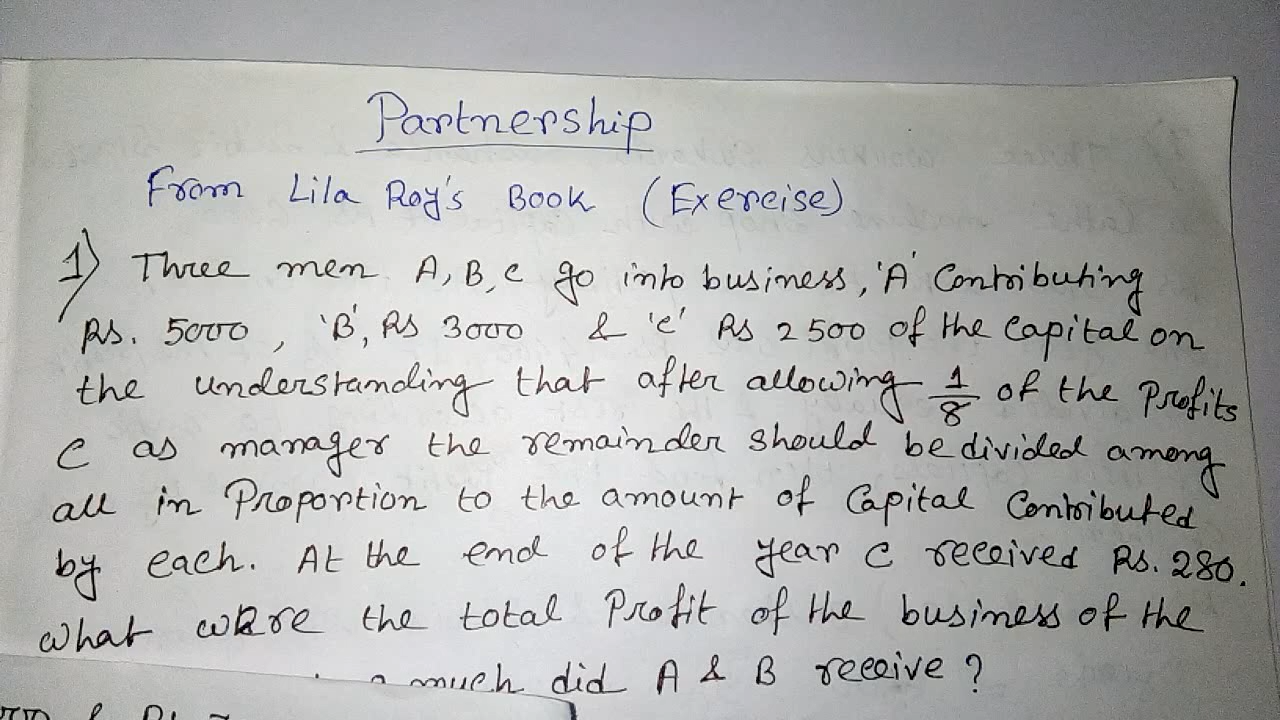 Partnership
From Lila Roy's Book (Exercise)
1) Three men A, B, C go into business, 'A' Contributing
Rs. 5000, 'B', Rs 3000 & 'C' Rs 2500 of the Capital on
the understanding that after allowing 1/8 of the Profits
C as manager the remainder should be divided among
all in Proportion to the amount of Capital Contributed
by each. At the end of the year C received Rs. 280.
What were the total Profit of the business of the
much did A & B receive?